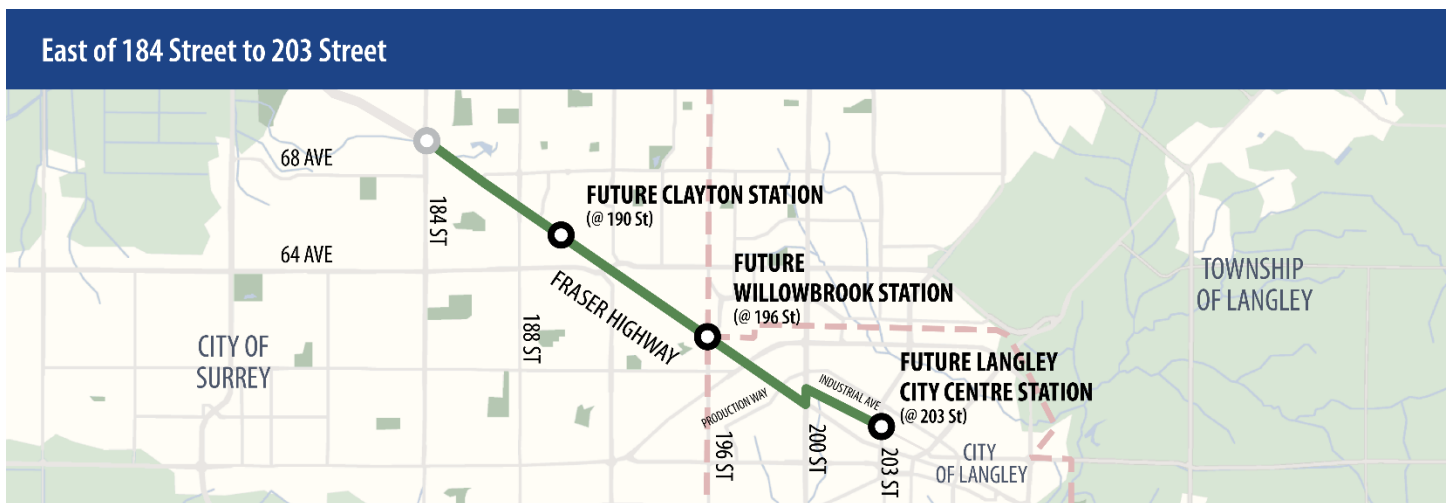 East of 184 Street to 203 Street
68 AVE
184 ST
FUTURE CLAYTON STATION
(@ 190 St)
64 AVE
FRASER HIGHWAY
188 ST
FUTURE
WILLOWBROOK STATION
(@ 196 St)
TOWNSHIP
OF LANGLEY
CITY OF
SURREY
FUTURE LANGLEY
CITY CENTRE STATION
(@ 203 St)
INDUSTRIAL AVE
PRODUCTION WAY
196 ST
200 ST
203 ST
CITY
OF LANGLEY